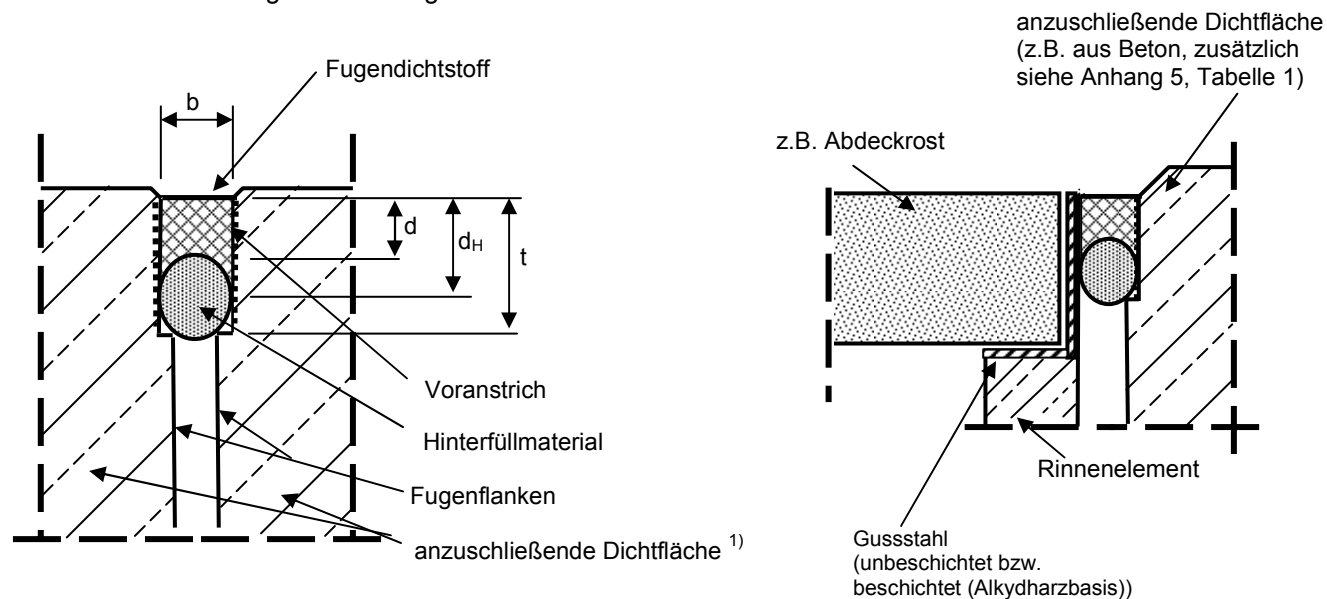 Fugendichtstoff
b
d
dH
t
Voranstrich
Hinterfüllmaterial
Fugenflanken
anzuschließende Dichtfläche 1)
anzuschließende Dichtfläche
(z.B. aus Beton, zusätzlich
siehe Anhang 5, Tabelle 1)
z.B. Abdeckrost
Rinnenelement
Gussstahl
(unbeschichtet bzw.
beschichtet (Alkydharzbasis))